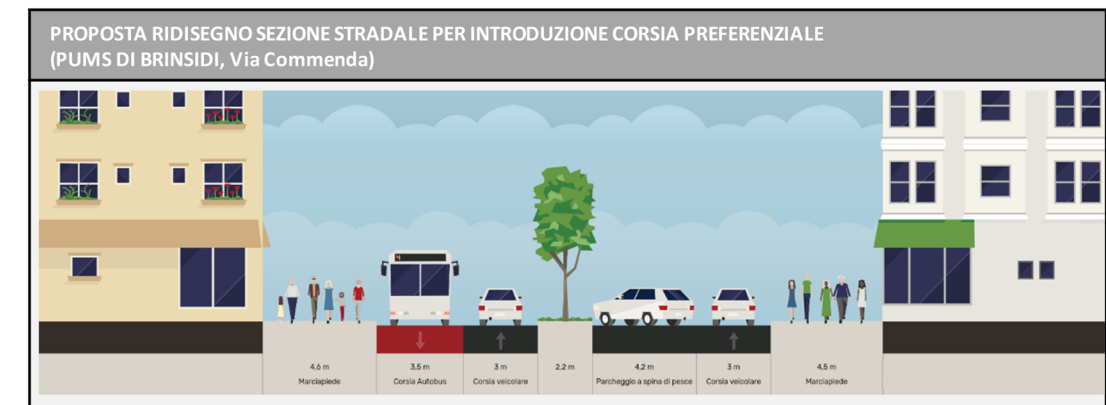 PROPOSTA RIDISEGNO SEZIONE STRADALE PER INTRODUZIONE CORSIA PREFERENZIALE
(PUMS DI BRINSIDI, Via Commenda)
4
4,6 m
Marciapiede
3,5 m
Corsia Autobus
3 m
Corsia veicolare
2,2 m
4,2 m
Parcheggio a spina di pesce
3 m
Corsia veicolare
4,5 m
Marciapiede